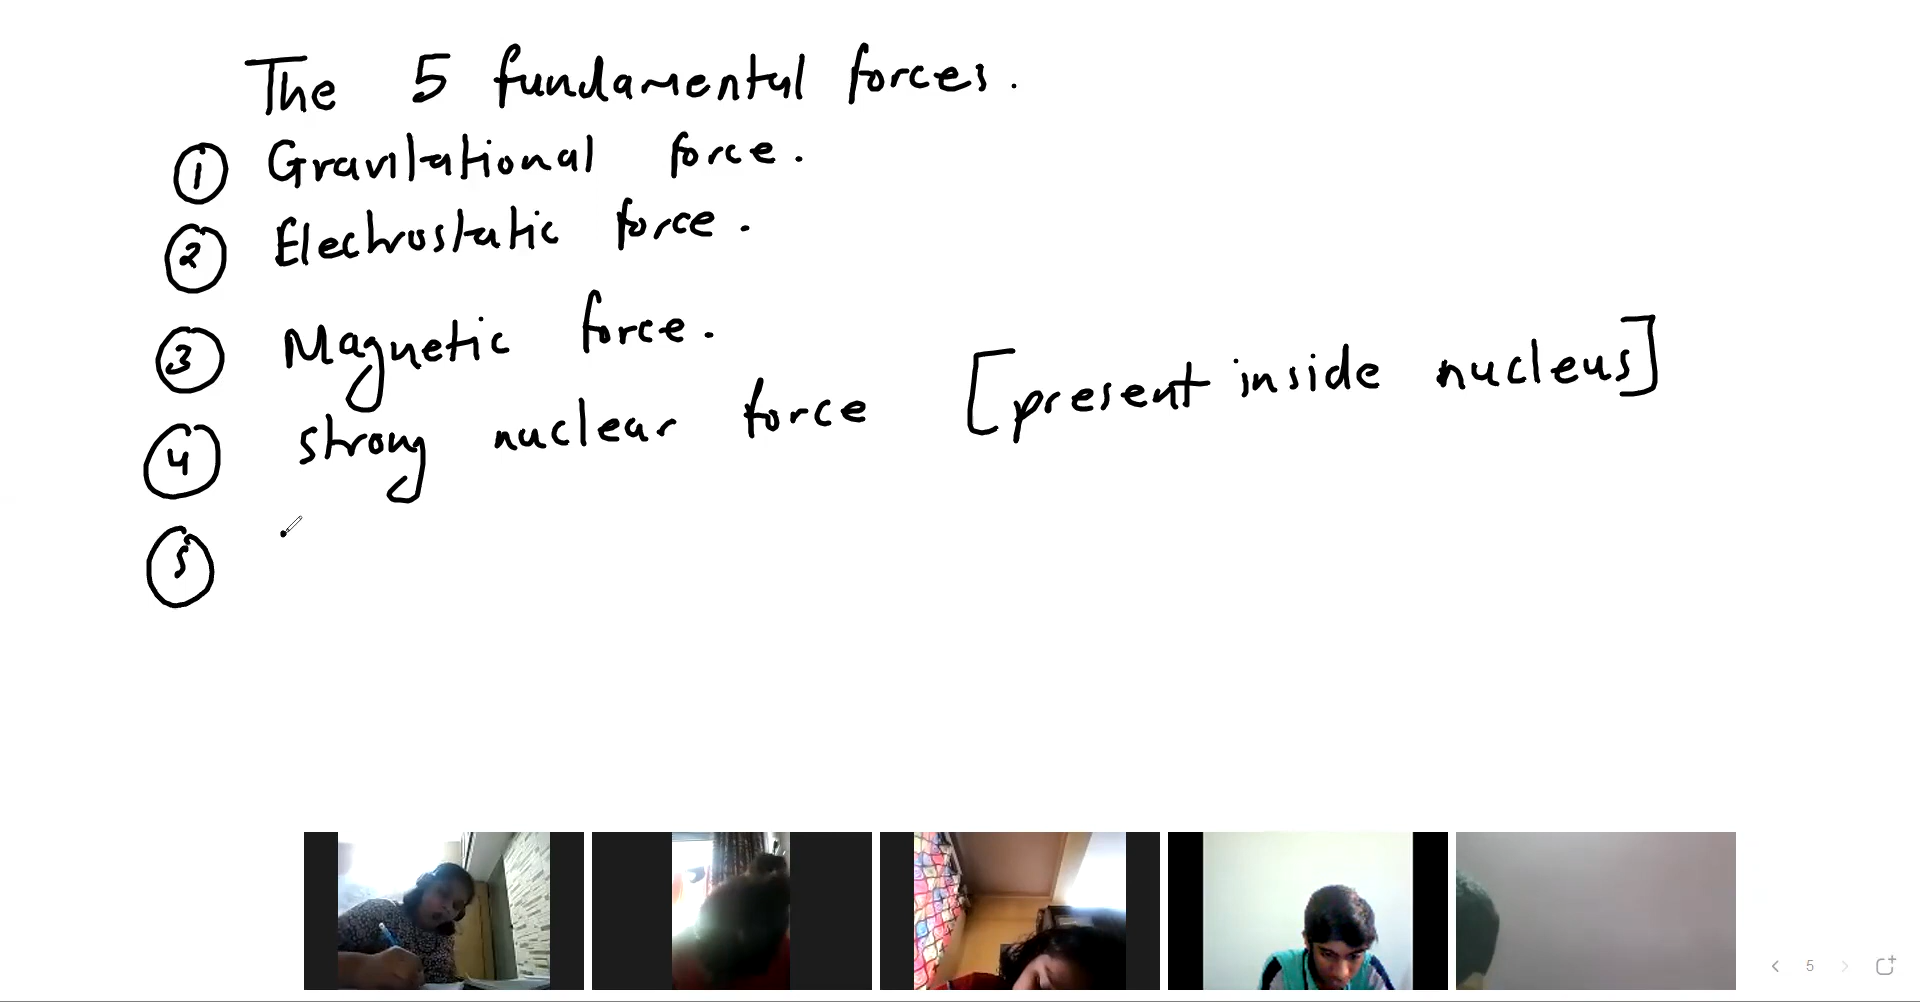 The 5 fundamental forces.
① Gravitational force.
② Electrostatic force.
③ Magnetic force.
④ strong nuclear force [present inside nucleus]
⑤
5